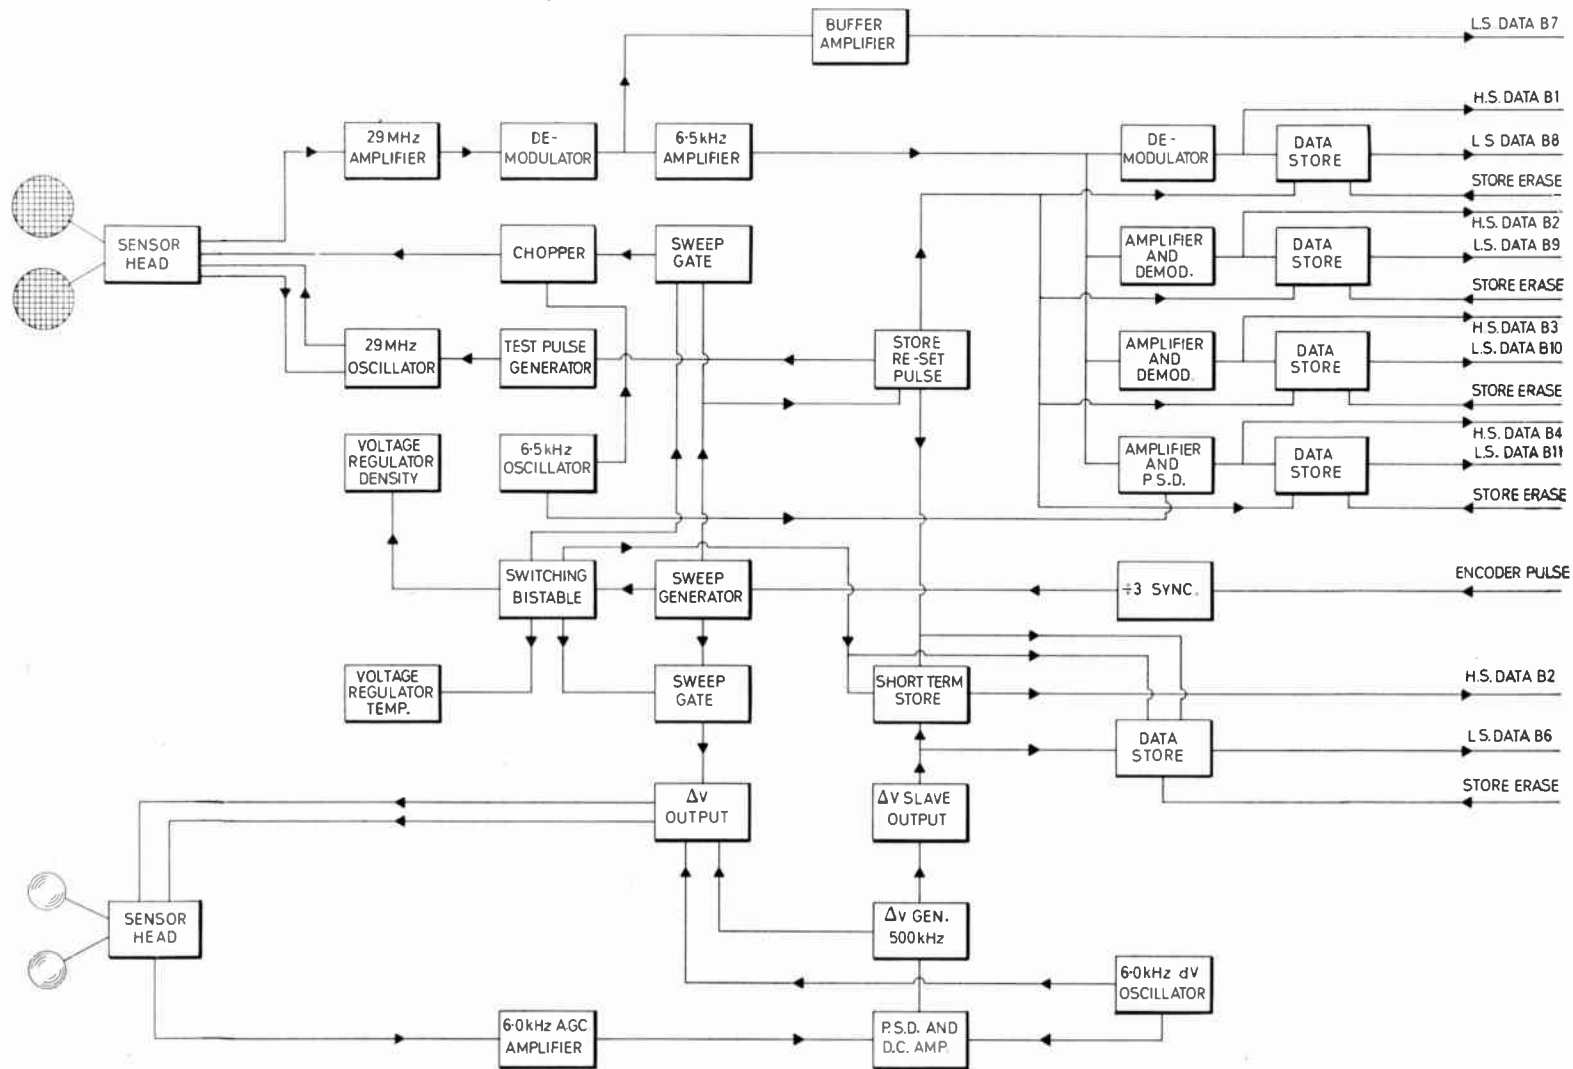 BUFFER
AMPLIFIER
L.S. DATA B7
H.S. DATA B1
29MHz
AMPLIFIER
DE-
MODULATOR
6·5kHz
AMPLIFIER
DE-
MODULATOR
DATA
STORE
L S DATA B8
STORE ERASE
H.S. DATA B2
SENSOR
HEAD
CHOPPER
SWEEP
GATE
AMPLIFIER
AND
DEMOD.
DATA
STORE
L.S. DATA B9
STORE ERASE
H.S. DATA B3
29MHz
OSCILLATOR
TEST PULSE
GENERATOR
STORE
RE-SET
PULSE
AMPLIFIER
AND
DEMOD.
DATA
STORE
L.S. DATA B10
STORE ERASE
H.S. DATA B4
VOLTAGE
REGULATOR
DENSITY
6·5kHz
OSCILLATOR
AMPLIFIER
AND
P.S.D.
DATA
STORE
L.S. DATA B11
STORE ERASE
SWITCHING
BISTABLE
SWEEP
GENERATOR
÷3 SYNC.
ENCODER PULSE
VOLTAGE
REGULATOR
TEMP.
SWEEP
GATE
SHORT TERM
STORE
H.S. DATA B2
DATA
STORE
L S. DATA B6
STORE ERASE
ΔV
OUTPUT
ΔV SLAVE
OUTPUT
SENSOR
HEAD
ΔV GEN.
500kHz
6·0kHz dV
OSCILLATOR
6·0kHz AGC
AMPLIFIER
P.S.D. AND
D.C. AMP.